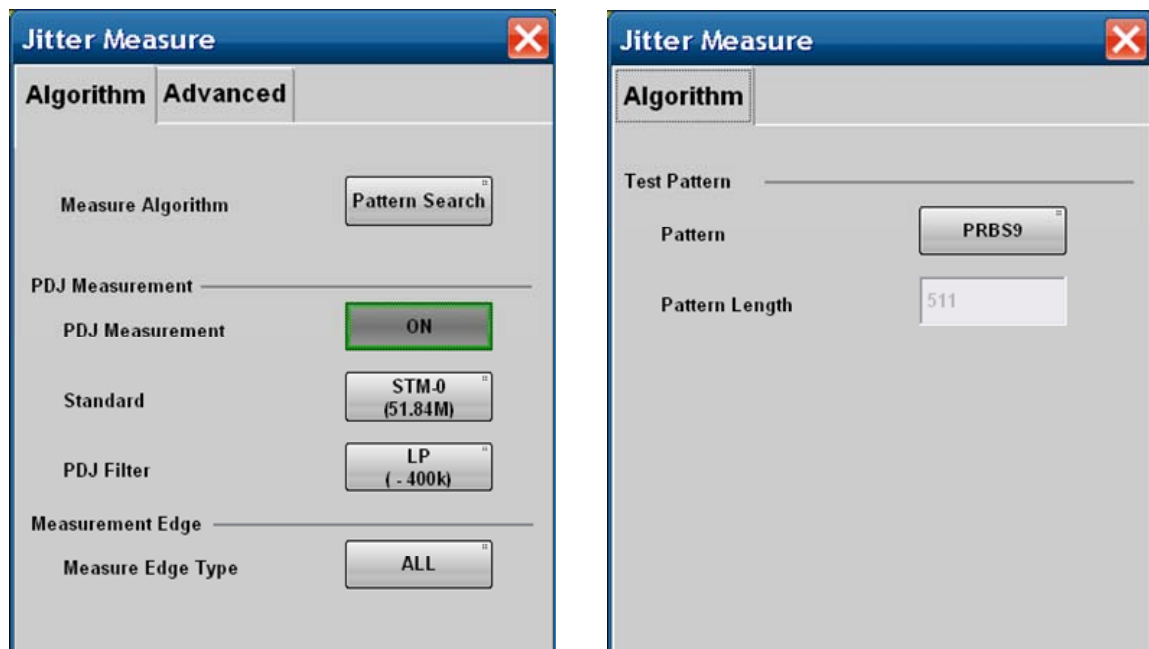 Jitter Measure
Algorithm Advanced
Measure Algorithm Pattern Search
PDJ Measurement
PDJ Measurement ON
Standard STM-0
(51.84M)
PDJ Filter LP
( - 400k)
Measurement Edge
Measure Edge Type ALL
Jitter Measure
Algorithm
Test Pattern
Pattern PRBS9
Pattern Length 511